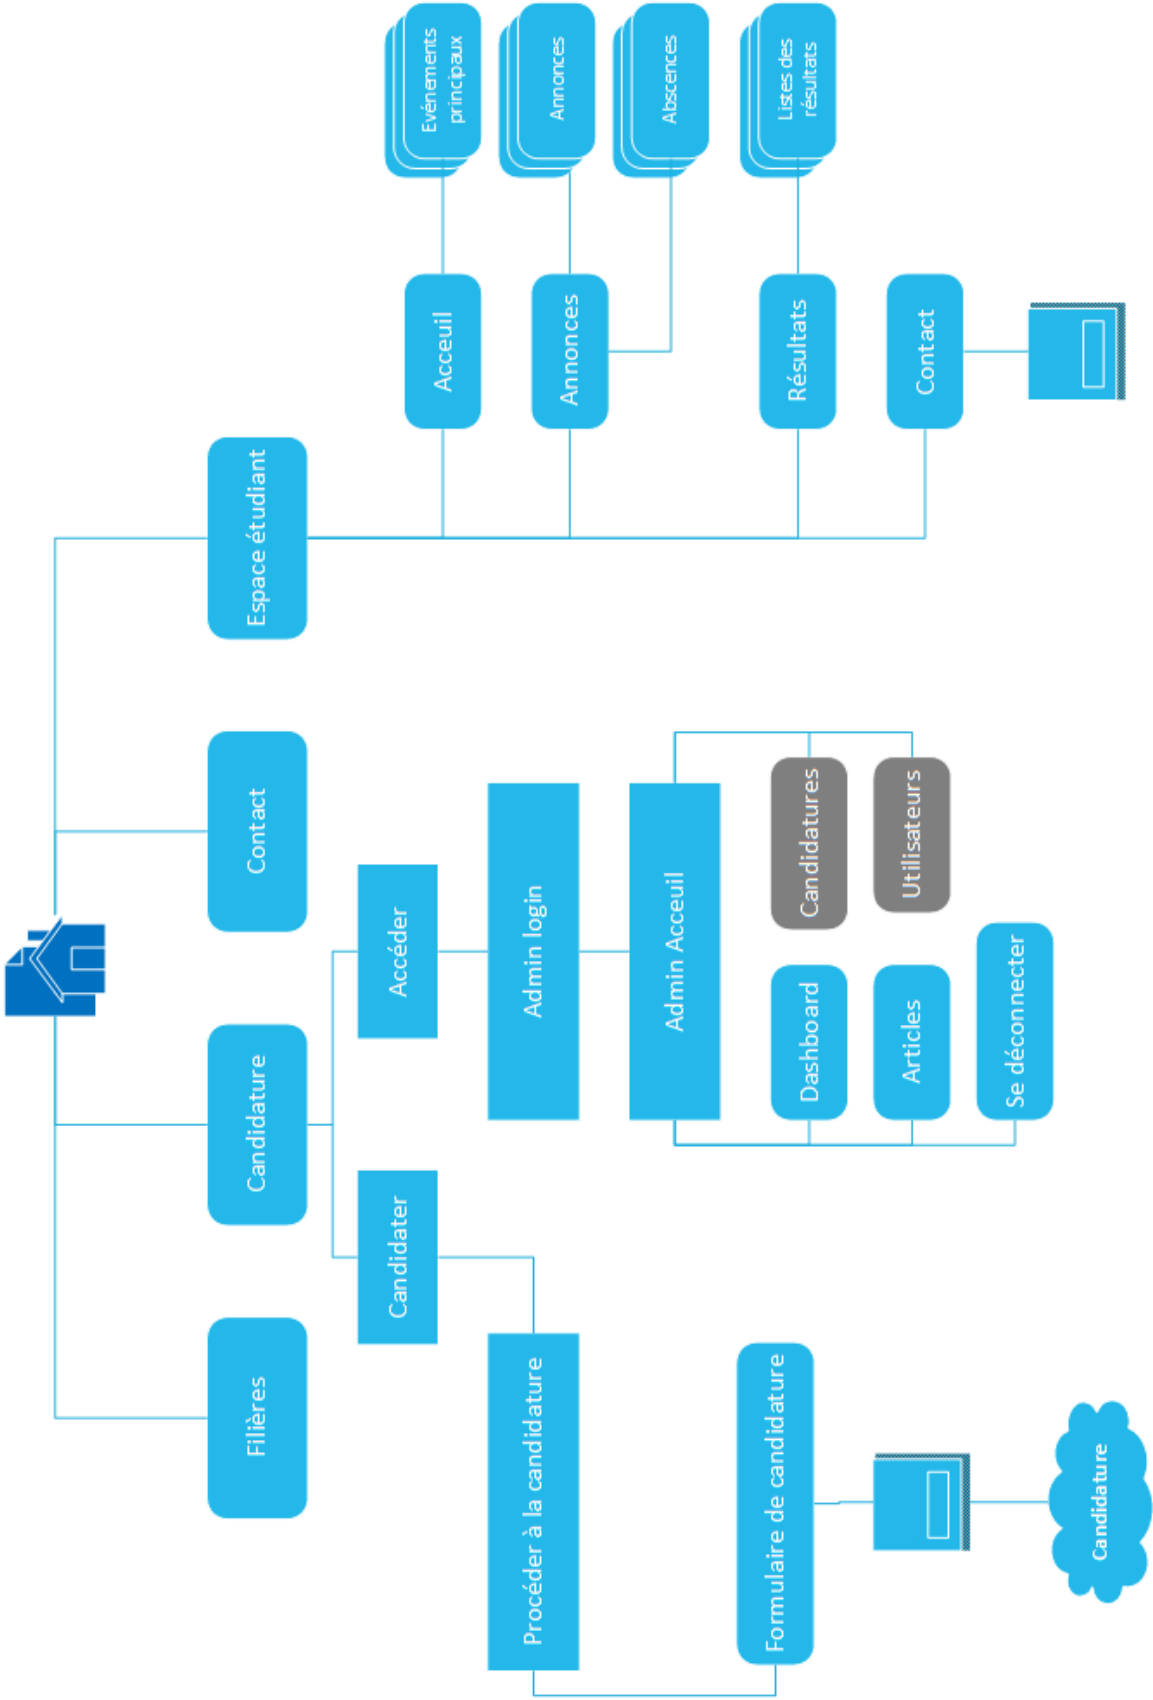 Filières
Candidature
Contact
Espace étudiant
Candidater
Accéder
Procéder à la candidature
Admin login
Admin Acceuil
Formulaire de candidature
Candidature
Dashboard
Candidatures
Articles
Utilisateurs
Se déconnecter
Acceuil
Evénements
principaux
Annonces
Annonces
Abscences
Résultats
Listes des
résultats
Contact